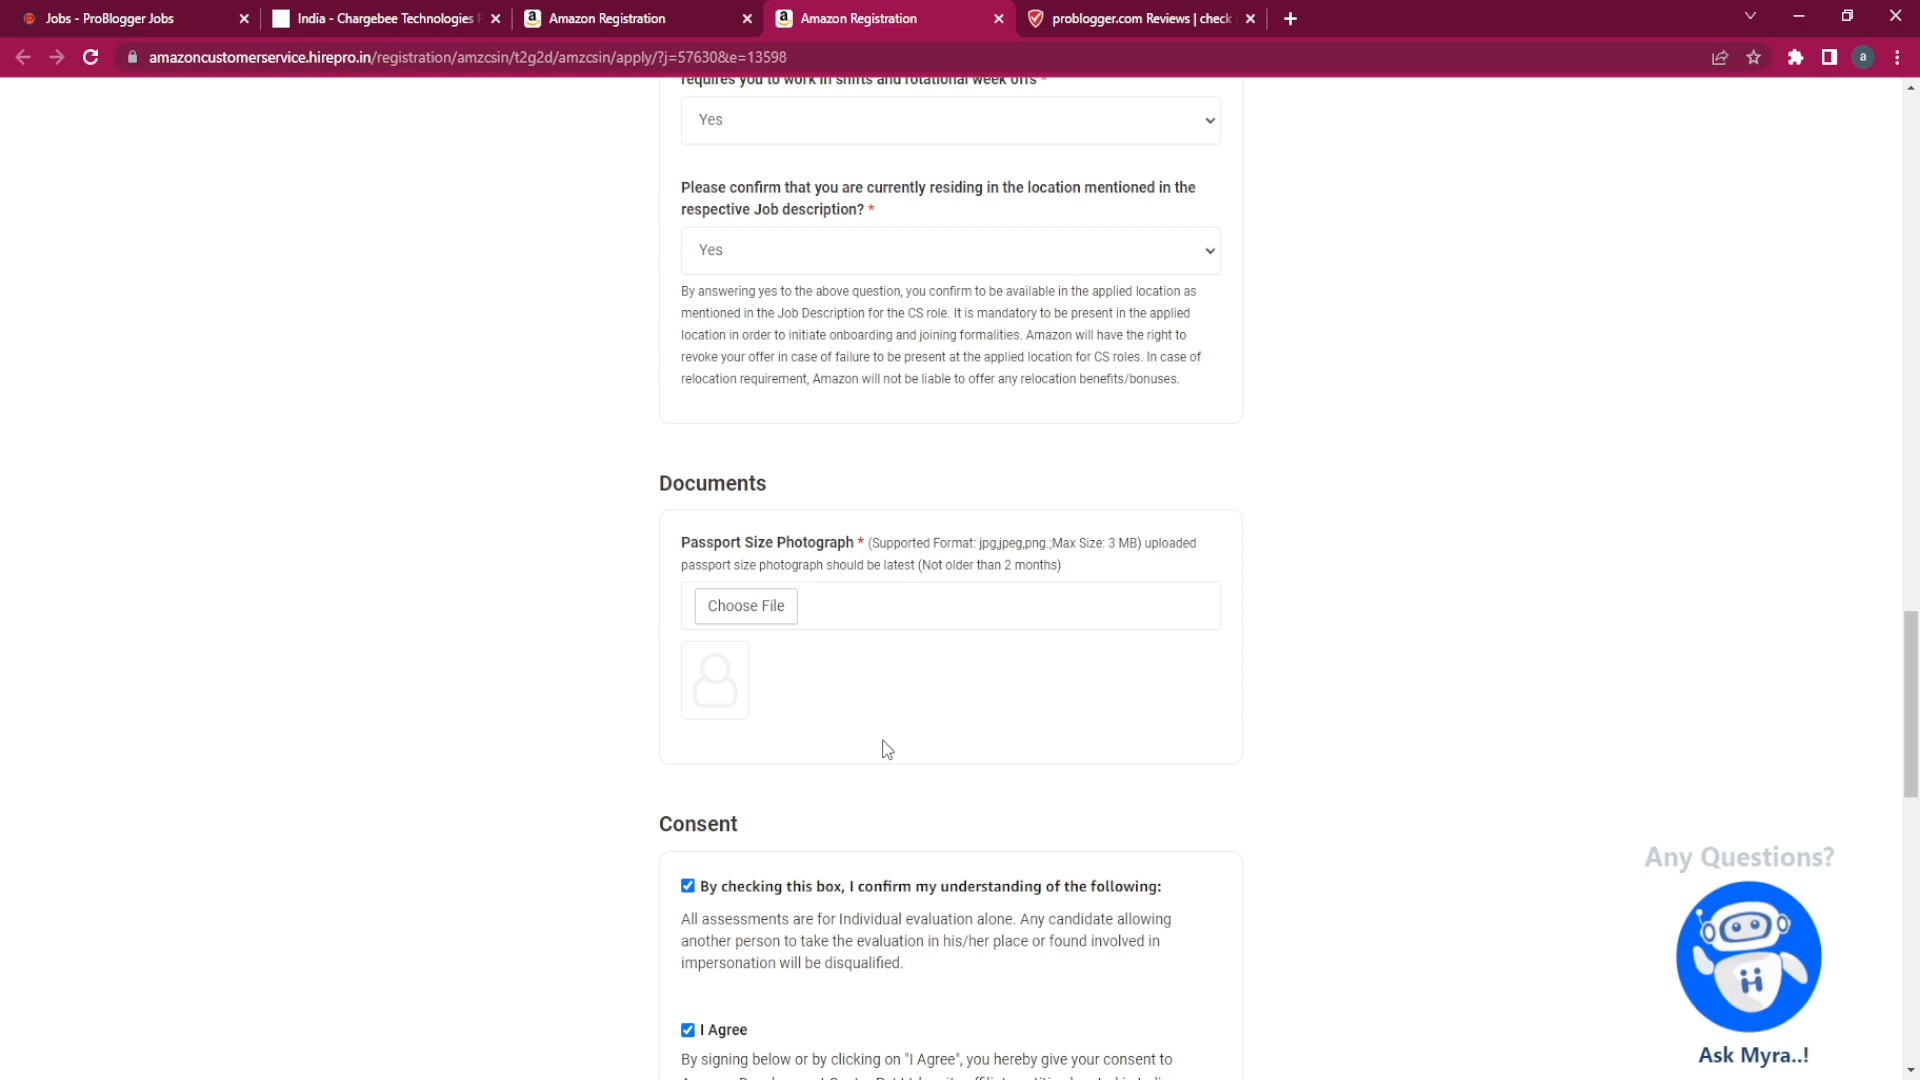 Jobs - ProBlogger Jobs
India - Chargebee Technologies
Amazon Registration
Amazon Registration
problogger.com Reviews | check
amazoncustomerservice.hirepro.in/registration/amzcsin/t2g2d/amzcsin/apply/?j=57630&e=13598
a
requires you to work in shifts and rotational week offs *
Yes
Please confirm that you are currently residing in the location mentioned in the
respective Job description? *
Yes
By answering yes to the above question, you confirm to be available in the applied location as
mentioned in the Job Description for the CS role. It is mandatory to be present in the applied
location in order to initiate onboarding and joining formalities. Amazon will have the right to
revoke your offer in case of failure to be present at the applied location for CS roles. In case of
relocation requirement, Amazon will not be liable to offer any relocation benefits/bonuses.
Documents
Passport Size Photograph * (Supported Format: jpg,jpeg,png.;Max Size: 3 MB) uploaded
passport size photograph should be latest (Not older than 2 months)
Choose File
Consent
By checking this box, I confirm my understanding of the following:
All assessments are for Individual evaluation alone. Any candidate allowing
another person to take the evaluation in his/her place or found involved in
impersonation will be disqualified.
I Agree
By signing below or by clicking on "I Agree", you hereby give your consent to
Any Questions?
Ask Myra..!